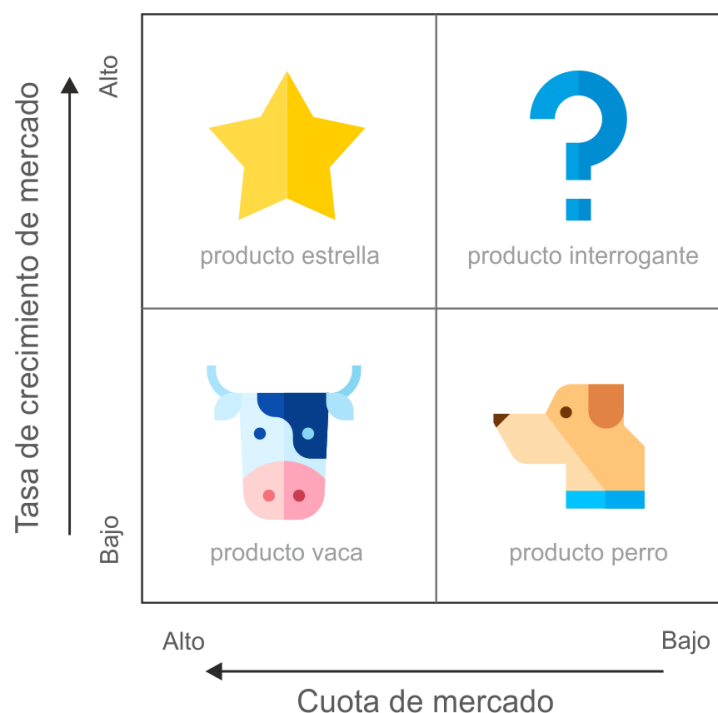 Tasa de crecimiento de mercado
Alto
Bajo
producto estrella
producto interrogante
producto vaca
producto perro
Alto
Bajo
Cuota de mercado